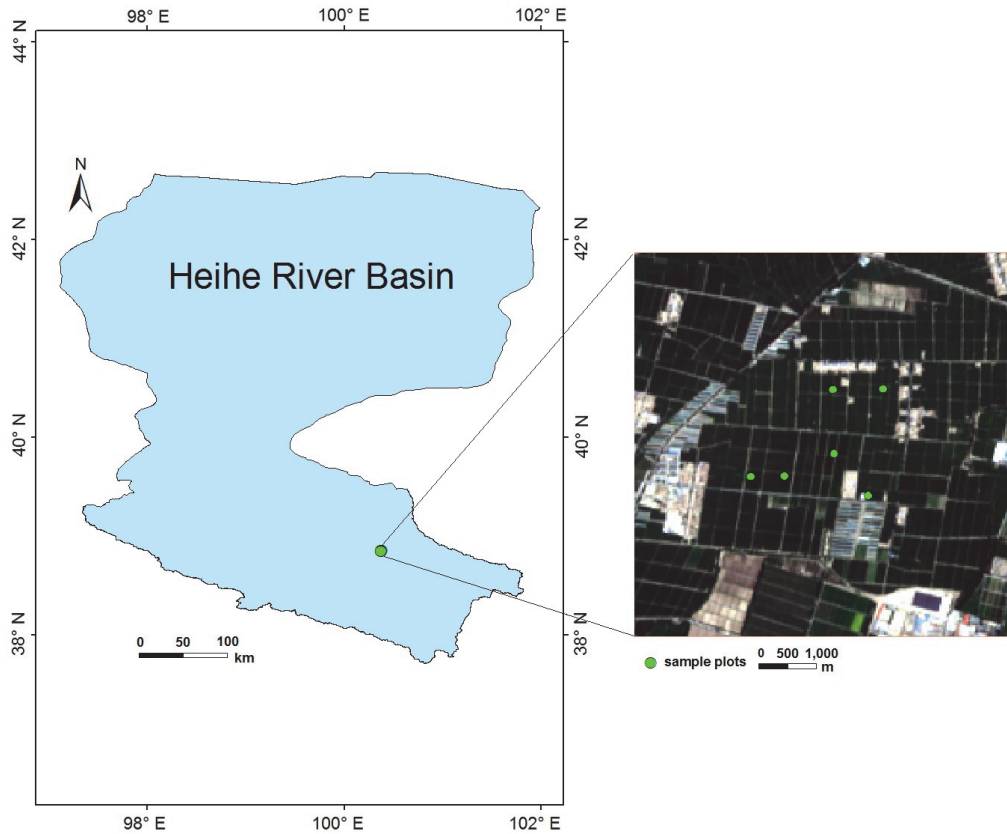 98° E 100° E 102° E
44° N 44° N
N
42° N 42° N
Heihe River Basin
40° N 40° N
38° N 38° N
0 50 100
km
sample plots
0 500 1,000
m
98° E 100° E 102° E